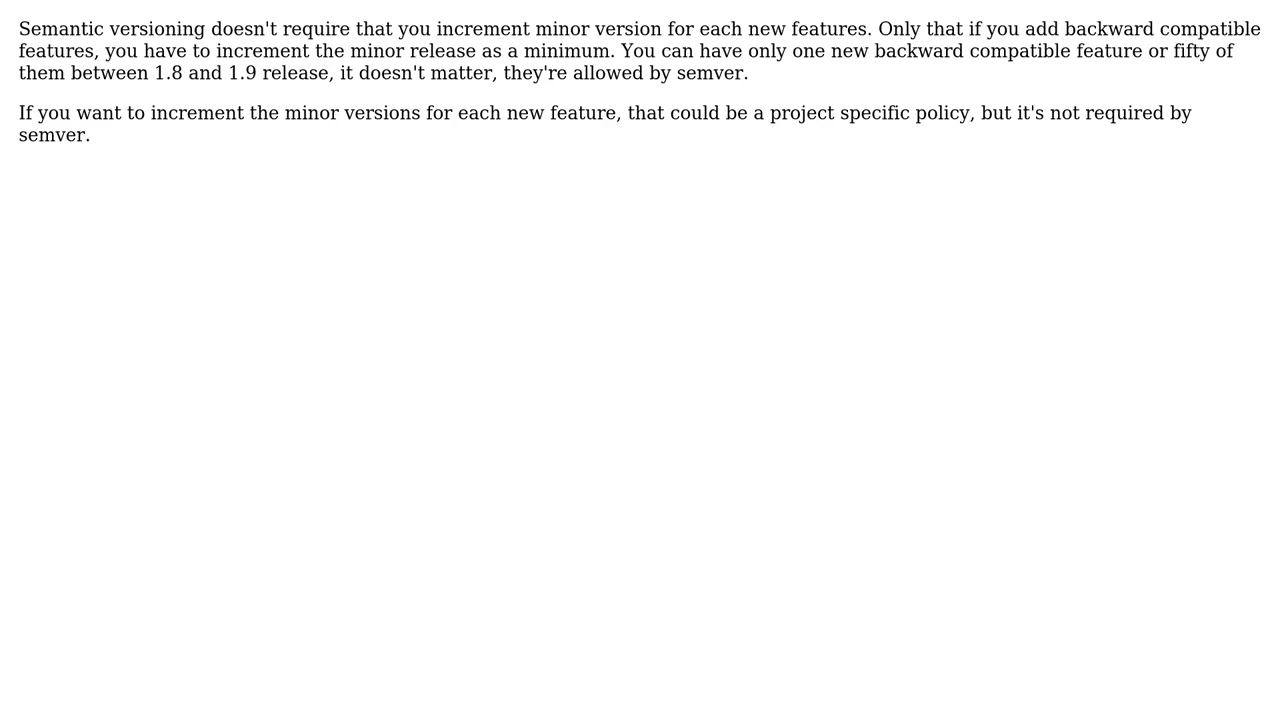 Semantic versioning doesn't require that you increment minor version for each new features. Only that if you add backward compatible
features, you have to increment the minor release as a minimum. You can have only one new backward compatible feature or fifty of
them between 1.8 and 1.9 release, it doesn't matter, they're allowed by semver.
If you want to increment the minor versions for each new feature, that could be a project specific policy, but it's not required by
semver.